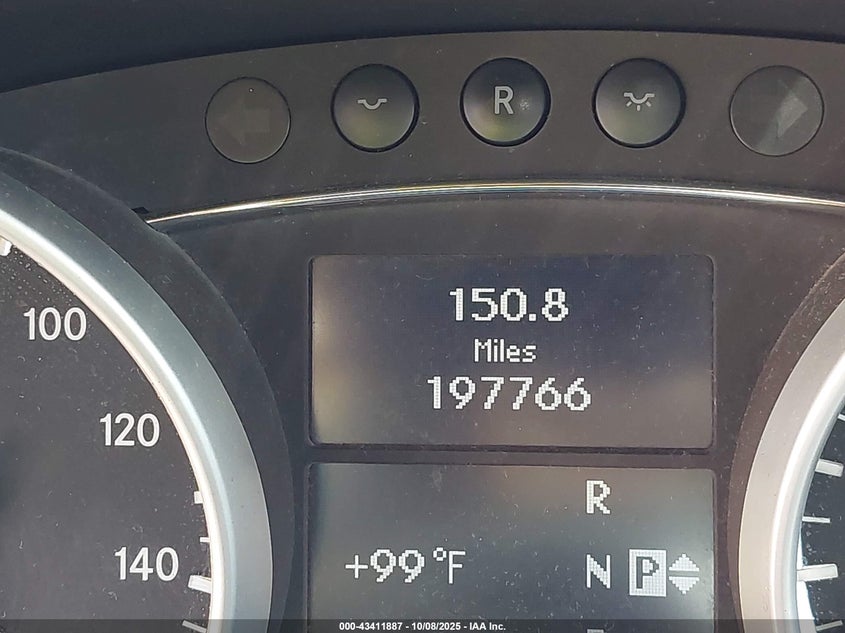 R
150.8
Miles
197766
100
120
140
R
+99°F
N P
000-43411887 - 10/08/2025 - IAA Inc.